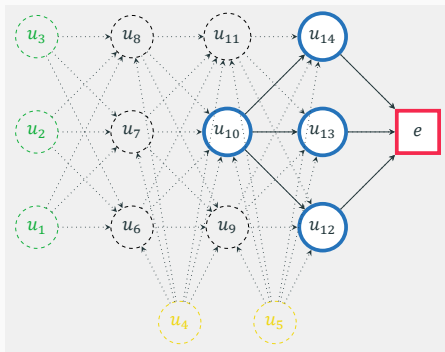 u₃ u₈ u₁₁ u₁₄
u₂ u₇ u₁₀ u₁₃ e
u₁ u₆ u₉ u₁₂
u₄ u₅